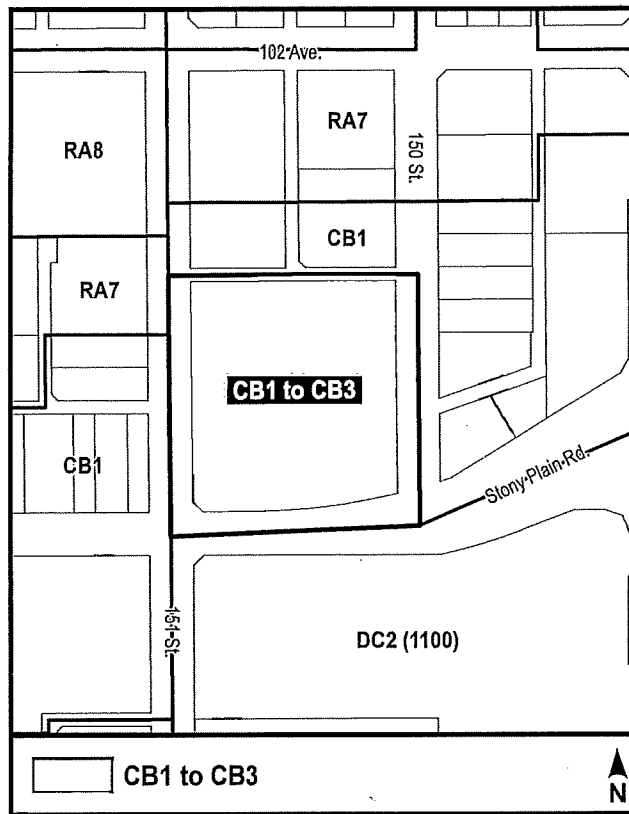 102 Ave.
RA7
150 St.
RA8
CB1
RA7
CB1 to CB3
CB1
Stony Plain Rd.
151 St.
DC2 (1100)
CB1 to CB3
N